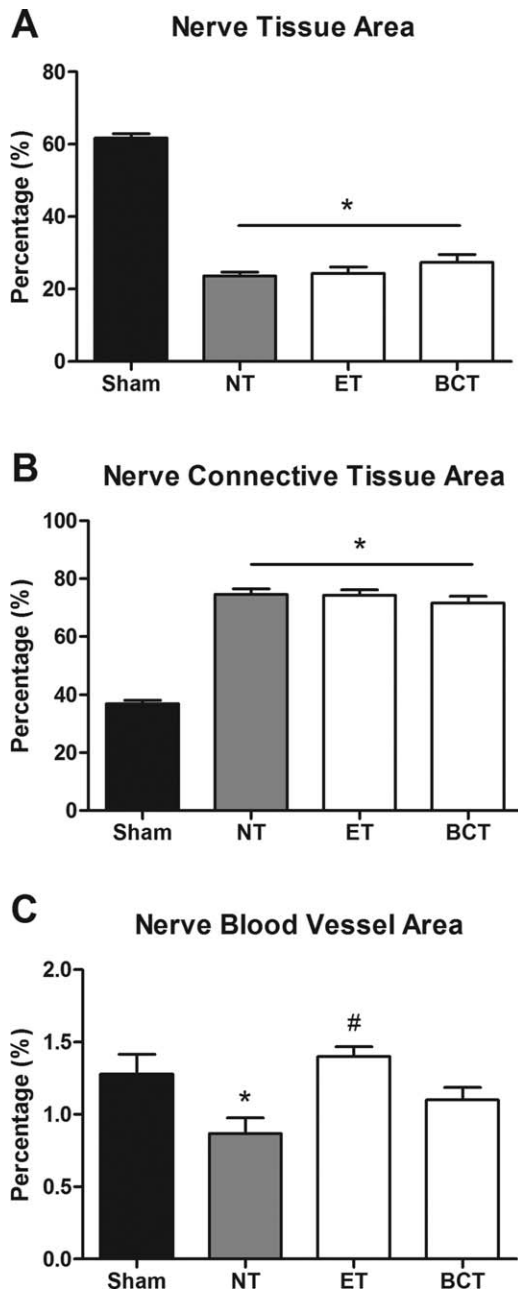 A
Nerve Tissue Area
Percentage (%)
80
60
40
20
0
*
Sham NT ET BCT
B
Nerve Connective Tissue Area
Percentage (%)
100
80
60
40
20
0
*
Sham NT ET BCT
C
Nerve Blood Vessel Area
Percentage (%)
2.0
1.5
1.0
0.5
0.0
* #
Sham NT ET BCT